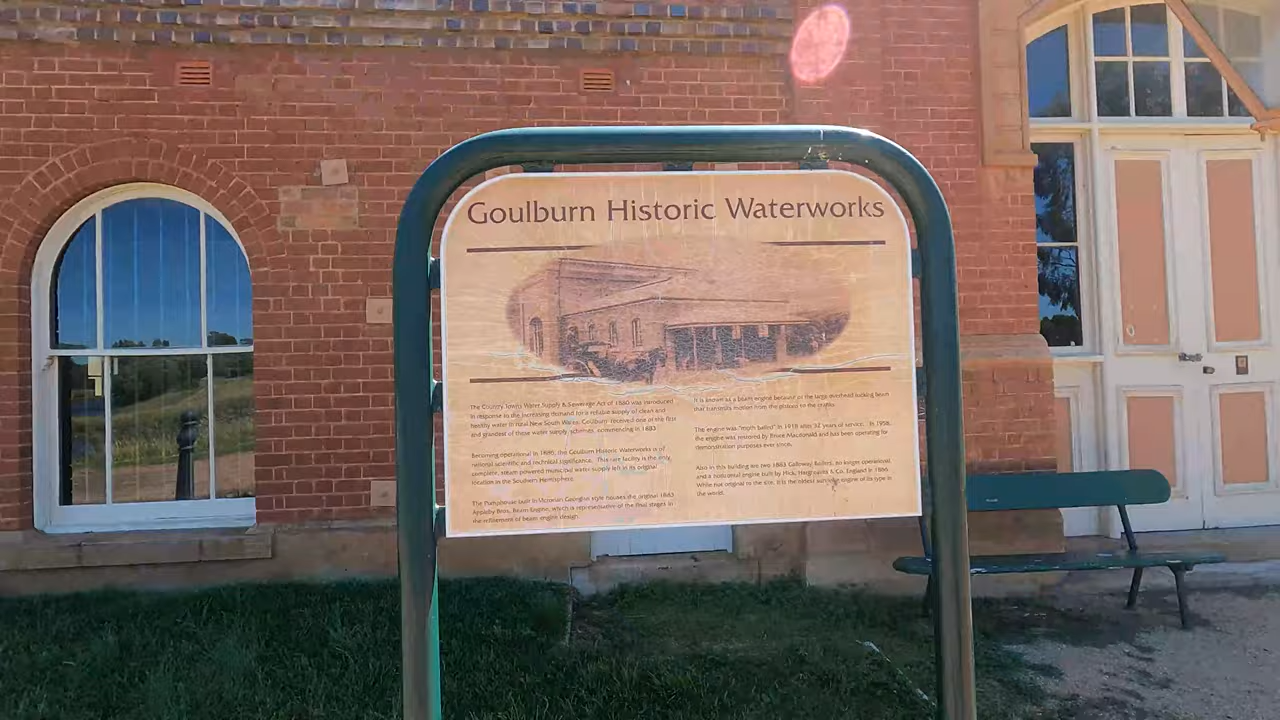 Goulburn Historic Waterworks
The Country Towns Water Supply & Sewerage Act of 1880 was introduced
in response to the increasing demand for a reliable supply of clean and
healthy water in rural New South Wales. Goulburn received one of the first
and grandest of these water supply schemes, commencing in 1883.
Becoming operational in 1886, the Goulburn Historic Waterworks is of
national scientific and technical significance. This rare facility is the only
complete, steam powered municipal water supply left in its original
location in the Southern Hemisphere.
The Pumphouse built in Victorian Georgian style houses the original 1883
Appleby Bros. Beam Engine, which is representative of the final stages in
the refinement of beam engine design.
It is known as a beam engine because of the large overhead rocking beam
that transmits motion from the pistons to the cranks.
The engine was "moth balled" in 1918 after 32 years of service. In 1958,
the engine was restored by Bruce Macdonald and has been operating for
demonstration purposes ever since.
Also in this building are two 1883 Galloway Boilers, no longer operational
and a horizontal engine built by Hick, Hargreaves & Co. England in 1866.
While not original to the site, it is the oldest surviving engine of its type in
the world.